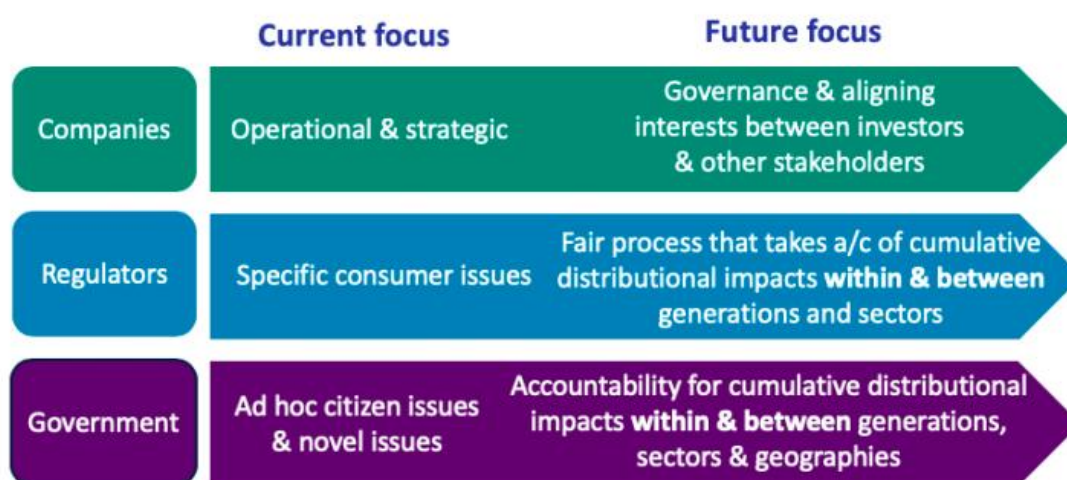 Current focus
Future focus
Companies
Operational & strategic
Governance & aligning
interests between investors
& other stakeholders
Regulators
Specific consumer issues
Fair process that takes a/c of cumulative
distributional impacts within & between
generations and sectors
Government
Ad hoc citizen issues
& novel issues
Accountability for cumulative distributional
impacts within & between generations,
sectors & geographies